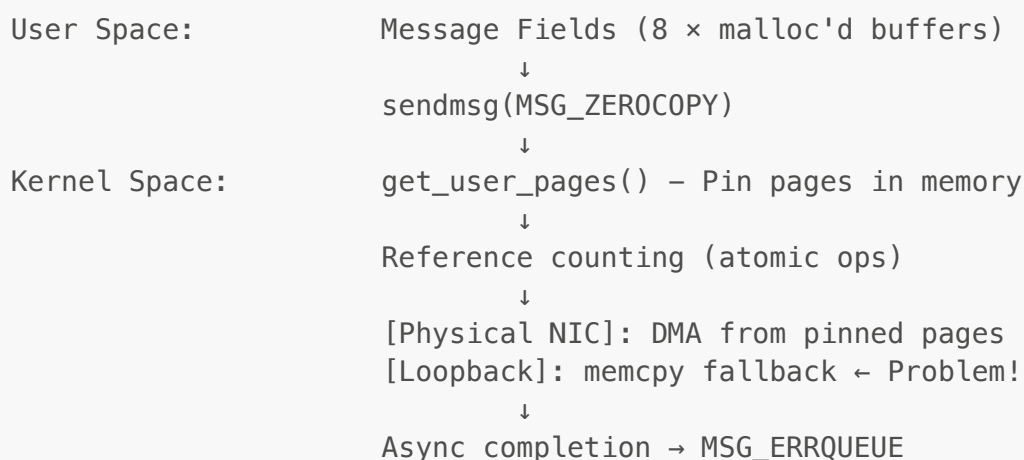 User Space: Message Fields (8 × malloc'd buffers)
↓
sendmsg(MSG_ZEROCOPY)
↓
Kernel Space: get_user_pages() – Pin pages in memory
↓
Reference counting (atomic ops)
↓
[Physical NIC]: DMA from pinned pages
[Loopback]: memcpy fallback ← Problem!
↓
Async completion → MSG_ERRQUEUE